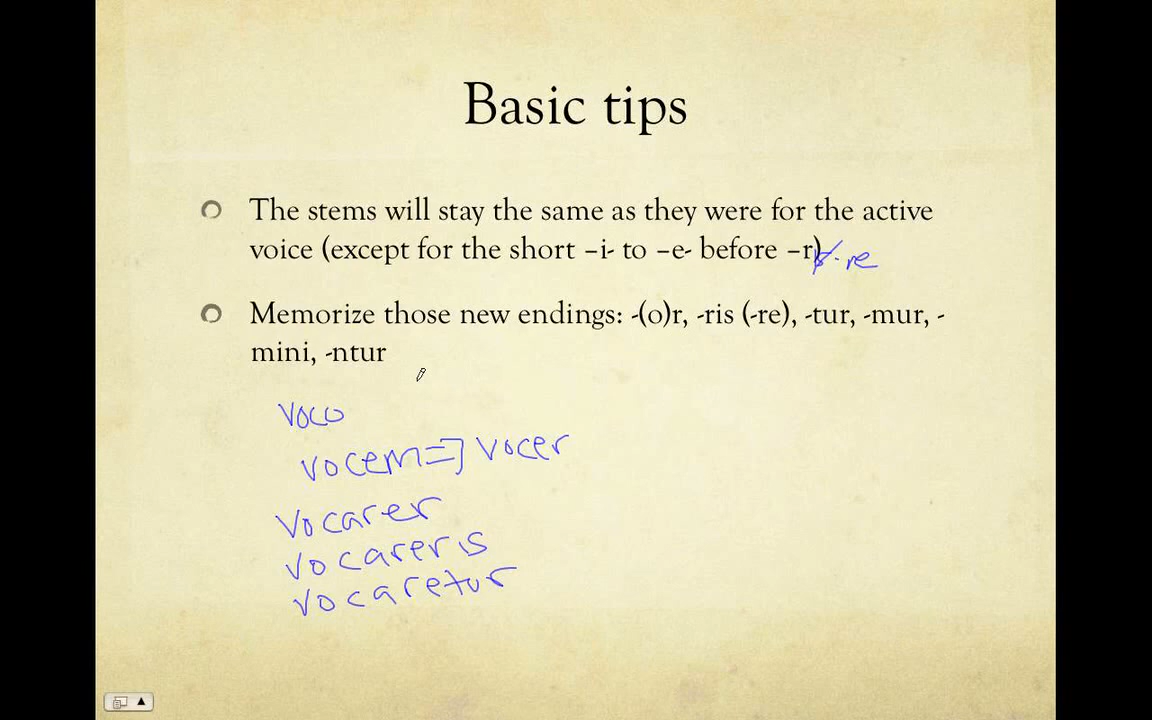 Basic tips
The stems will stay the same as they were for the active
voice (except for the short –i- to –e- before –r) -re
Memorize those new endings: -(o)r, -ris (-re), -tur, -mur, -
mini, -ntur
voco
vocem=> vocer
vocarer
vocareris
vocaretur